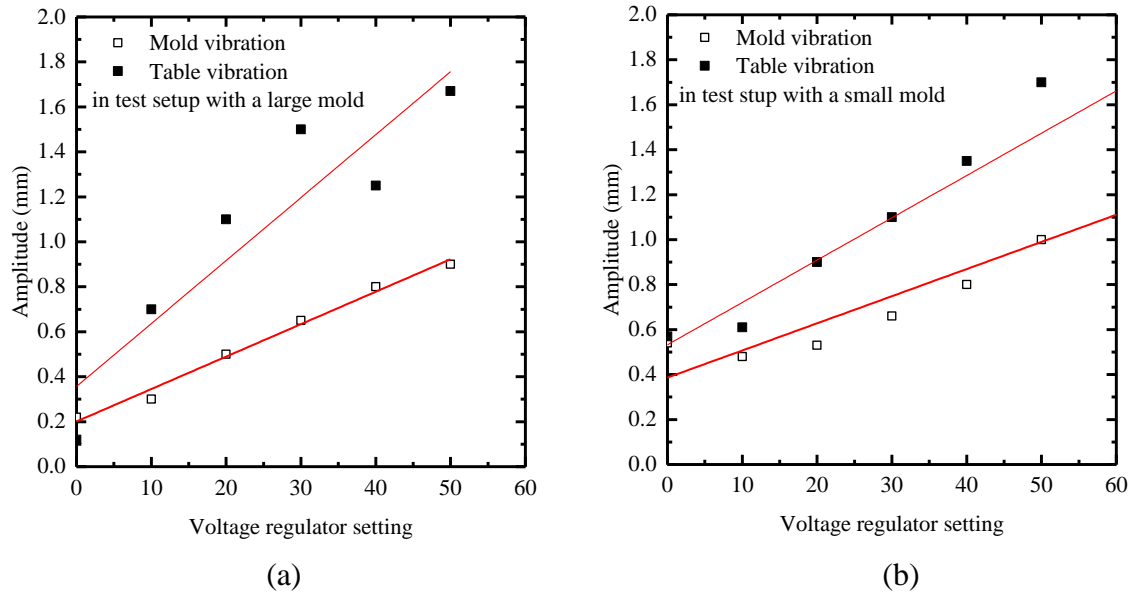 Mold vibration
Table vibration
in test setup with a large mold
Amplitude (mm)
2.0
1.8
1.6
1.4
1.2
1.0
0.8
0.6
0.4
0.2
0.0
0 10 20 30 40 50 60
Voltage regulator setting
(a)
Mold vibration
Table vibration
in test stup with a small mold
Amplitude (mm)
2.0
1.8
1.6
1.4
1.2
1.0
0.8
0.6
0.4
0.2
0.0
0 10 20 30 40 50 60
Voltage regulator setting
(b)